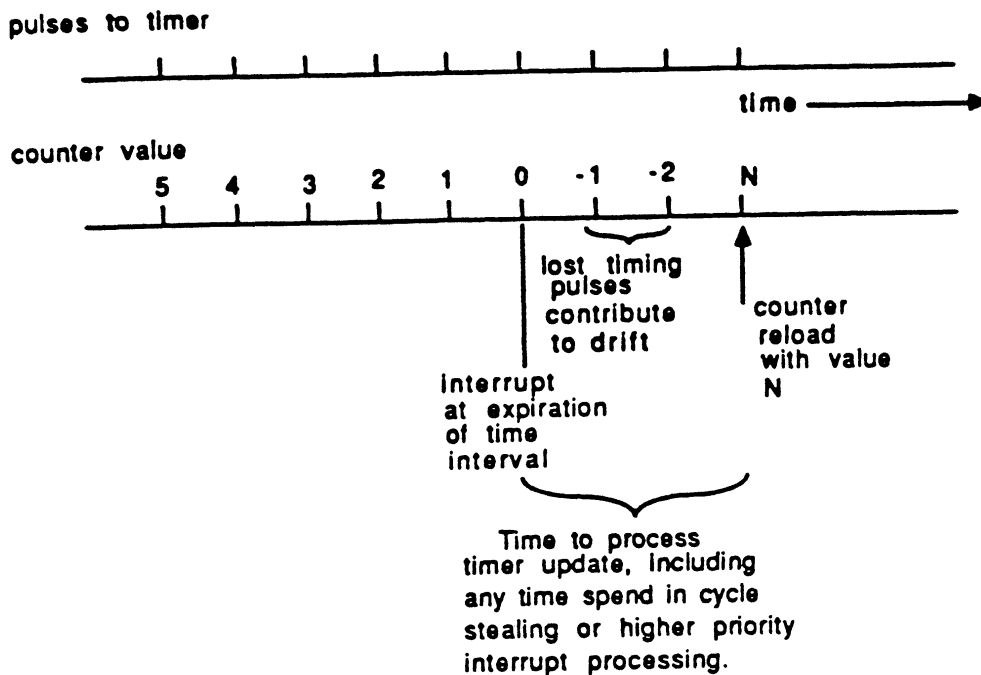 pulses to timer
time
counter value
5 4 3 2 1 0 -1 -2 N
lost timing
pulses
contribute
to drift
counter
reload
with value
N
interrupt
at expiration
of time
interval
Time to process
timer update, including
any time spend in cycle
stealing or higher priority
interrupt processing.